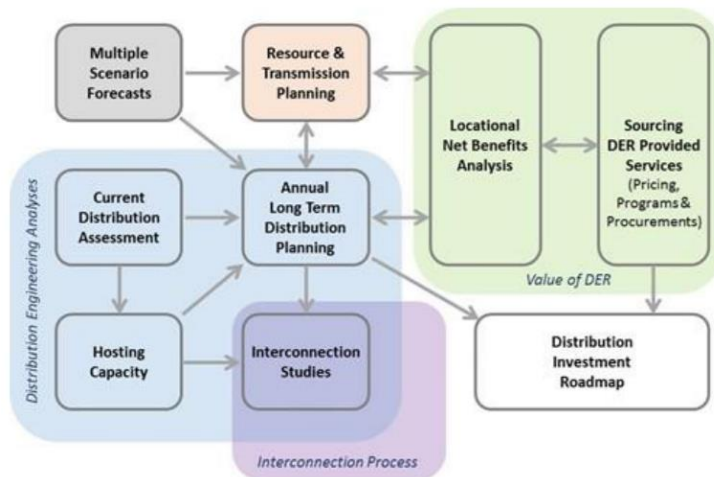 Multiple
Scenario
Forecasts
Resource &
Transmission
Planning
Locational
Net Benefits
Analysis
Sourcing
DER Provided
Services
(Pricing,
Programs &
Procurements)
Value of DER
Distribution Engineering Analyses
Current
Distribution
Assessment
Annual
Long Term
Distribution
Planning
Hosting
Capacity
Interconnection
Studies
Interconnection Process
Distribution
Investment
Roadmap